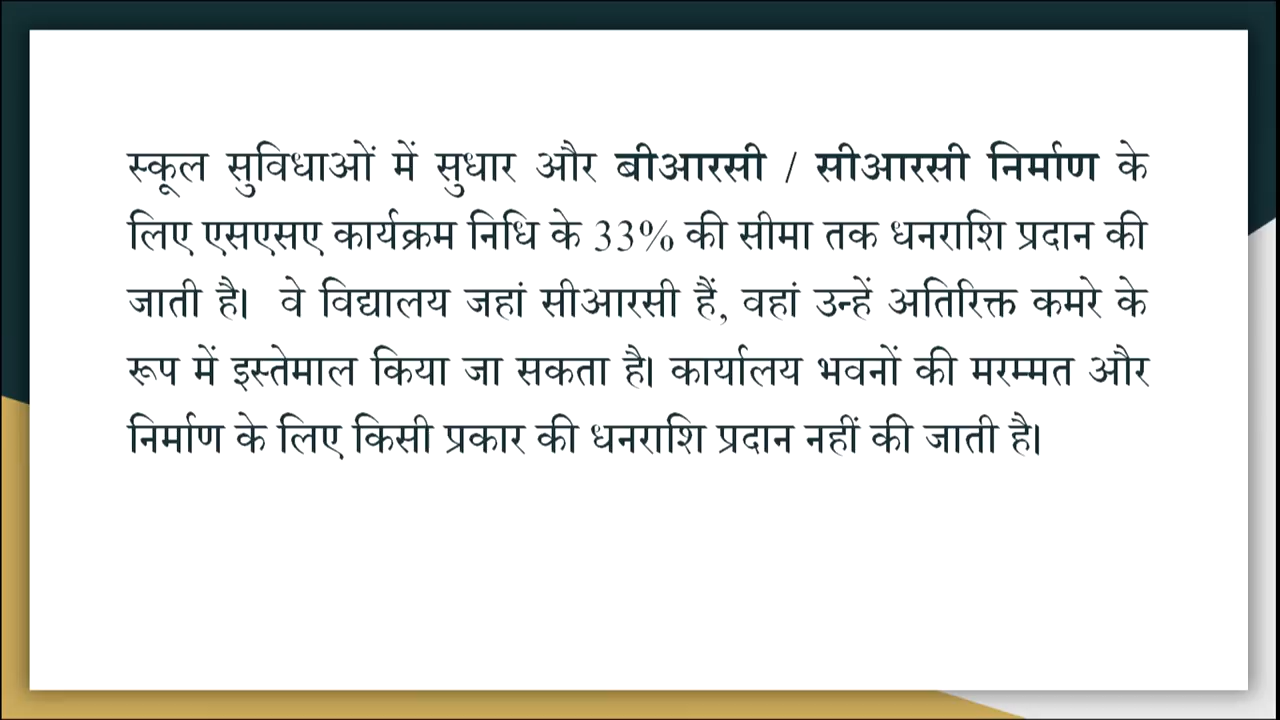 स्कूल सुविधाओं में सुधार और बीआरसी / सीआरसी निर्माण के
लिए एसएसए कार्यक्रम निधि के 33% की सीमा तक धनराशि प्रदान की
जाती है। वे विद्यालय जहां सीआरसी हैं, वहां उन्हें अतिरिक्त कमरे के
रूप में इस्तेमाल किया जा सकता है। कार्यालय भवनों की मरम्मत और
निर्माण के लिए किसी प्रकार की धनराशि प्रदान नहीं की जाती है।